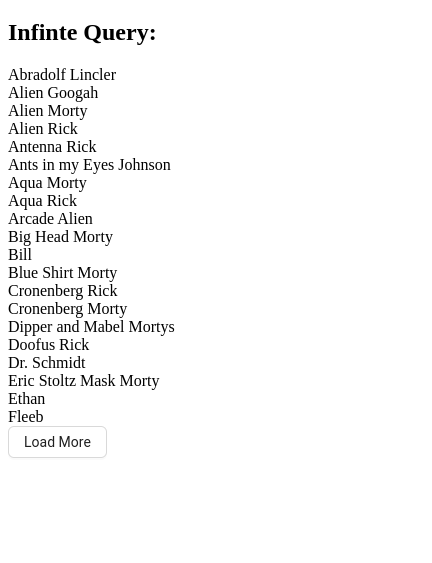 Infinte Query:
Abradolf Lincler
Alien Googah
Alien Morty
Alien Rick
Antenna Rick
Ants in my Eyes Johnson
Aqua Morty
Aqua Rick
Arcade Alien
Big Head Morty
Bill
Blue Shirt Morty
Cronenberg Rick
Cronenberg Morty
Dipper and Mabel Mortys
Doofus Rick
Dr. Schmidt
Eric Stoltz Mask Morty
Ethan
Fleeb
Load More